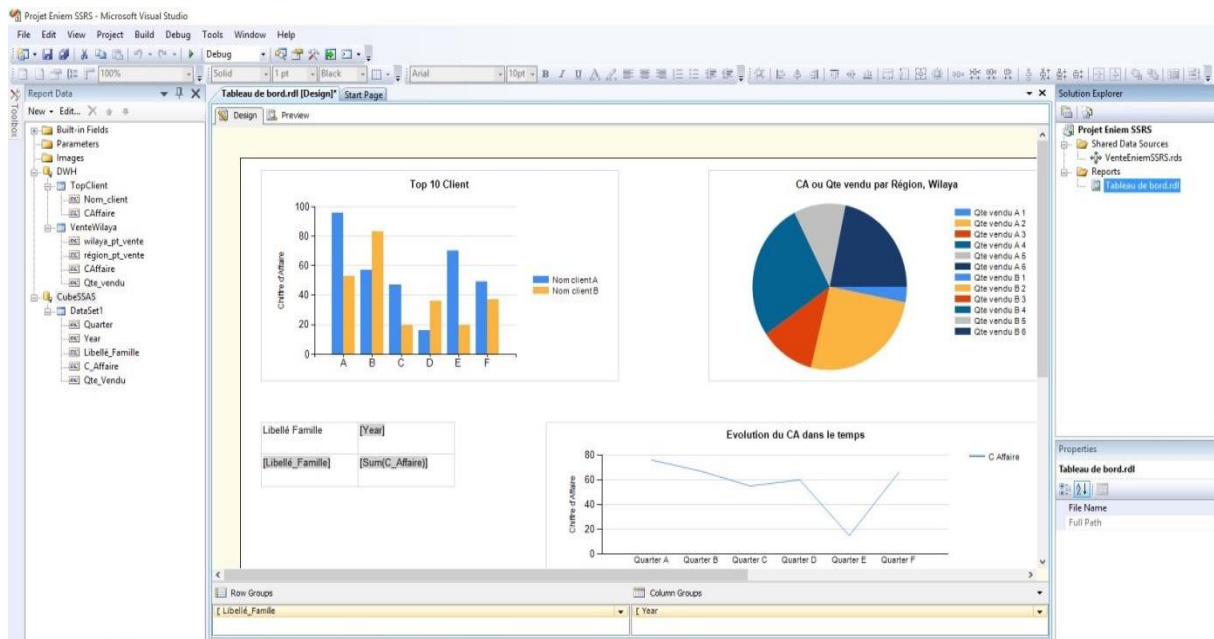 Projet Eniem SSRS - Microsoft Visual Studio
File Edit View Project Build Debug Tools Window Help
Debug
100% Solid 1 pt Black Arial 10pt B I U A
Report Data
Toolbox
New Edit...
Built-in Fields
Parameters
Images
DWH
TopClient
Nom_client
CAffaire
VenteWilaya
wilaya_pt_vente
région_pt_vente
CAffaire
Qte_vendu
CubeSSAS
DataSet1
Quarter
Year
Libellé_Famille
C_Affaire
Qte_Vendu
Tableau de bord.rdl [Design]* Start Page
Design Preview
Top 10 Client
Chiffre d'Affaire
100
80
60
40
20
0
A B C D E F
Nom client A
Nom client B
CA ou Qte vendu par Région, Wilaya
Qte vendu A 1
Qte vendu A 2
Qte vendu A 3
Qte vendu A 4
Qte vendu A 5
Qte vendu A 6
Qte vendu B 1
Qte vendu B 2
Qte vendu B 3
Qte vendu B 4
Qte vendu B 5
Qte vendu B 6
Libellé Famille [Year]
[Libellé_Famille] [Sum(C_Affaire)]
Evolution du CA dans le temps
Chiffre d'Affaire
80
60
40
20
0
Quarter A Quarter B Quarter C Quarter D Quarter E Quarter F
C Affaire
Row Groups
[ Libellé_Famille
Column Groups
[ Year
Solution Explorer
Projet Eniem SSRS
Shared Data Sources
VenteEniemSSRS.rds
Reports
Tableau de bord.rdl
Properties
Tableau de bord.rdl
File Name
Full Path